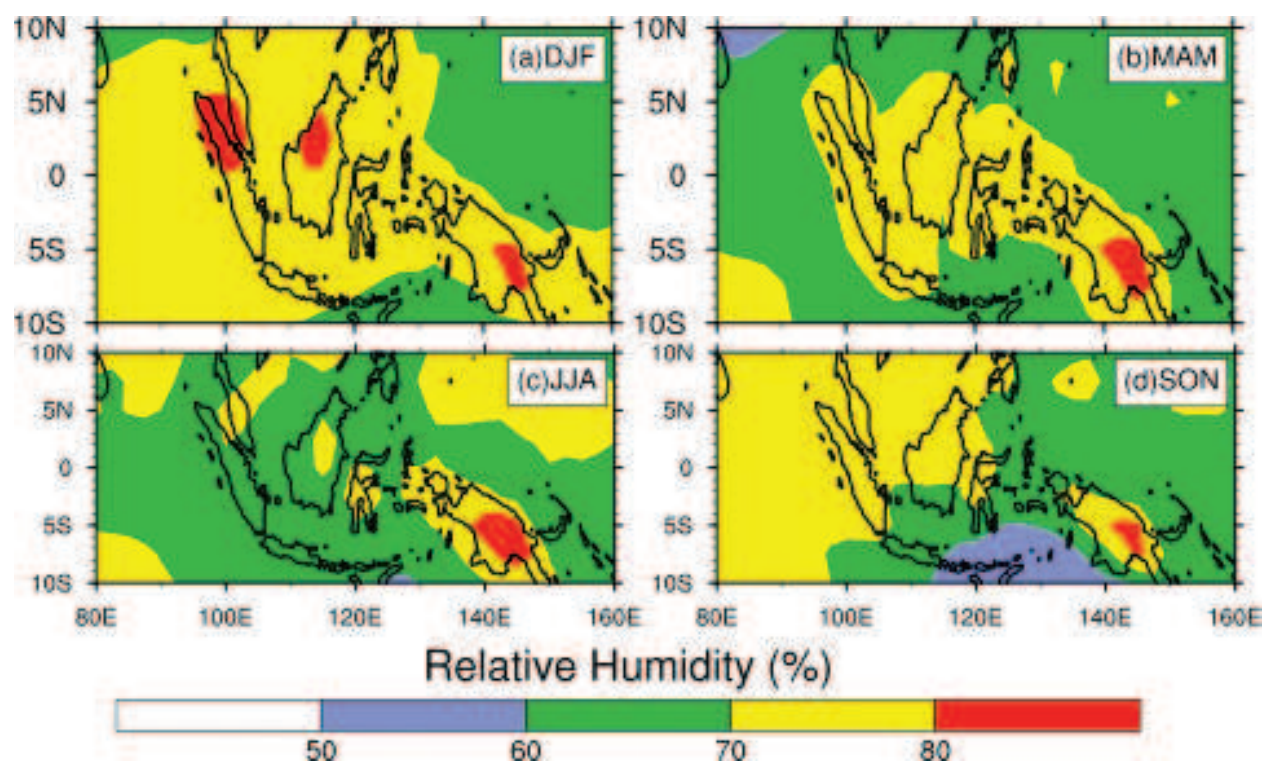 10N
(a)DJF
5N
0
5S
10S
10N
(b)MAM
5N
0
5S
10S
10N
(c)JJA
5N
0
5S
10S
80E 100E 120E 140E 160E
10N
(d)SON
5N
0
5S
10S
80E 100E 120E 140E 160E
Relative Humidity (%)
50 60 70 80